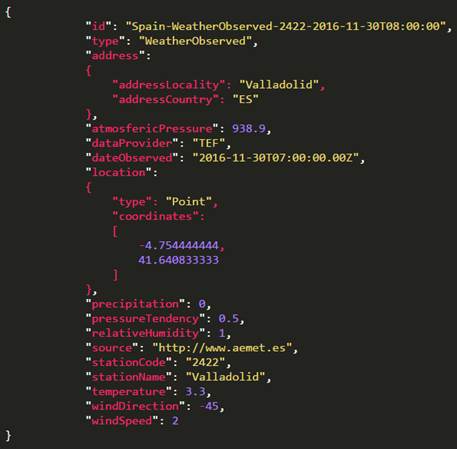 {
"id": "Spain-WeatherObserved-2422-2016-11-30T08:00:00",
"type": "WeatherObserved",
"address":
{
"addressLocality": "Valladolid",
"addressCountry": "ES"
},
"atmosfericPressure": 938.9,
"dataProvider": "TEF",
"dateObserved": "2016-11-30T07:00:00.00Z",
"location":
{
"type": "Point",
"coordinates":
[
-4.754444444,
41.640833333
]
},
"precipitation": 0,
"pressureTendency": 0.5,
"relativeHumidity": 1,
"source": "http://www.aemet.es",
"stationCode": "2422",
"stationName": "Valladolid",
"temperature": 3.3,
"windDirection": -45,
"windSpeed": 2
}